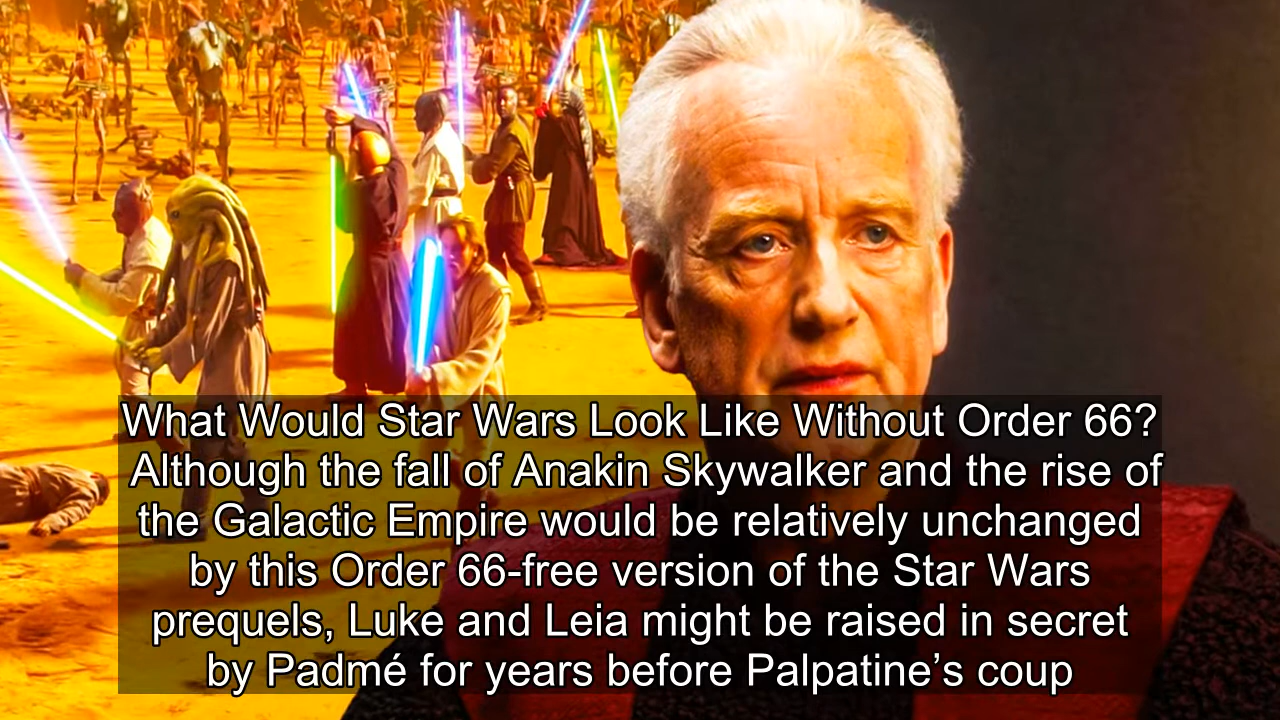 What Would Star Wars Look Like Without Order 66?
Although the fall of Anakin Skywalker and the rise of
the Galactic Empire would be relatively unchanged
by this Order 66-free version of the Star Wars
prequels, Luke and Leia might be raised in secret
by Padmé for years before Palpatine’s coup